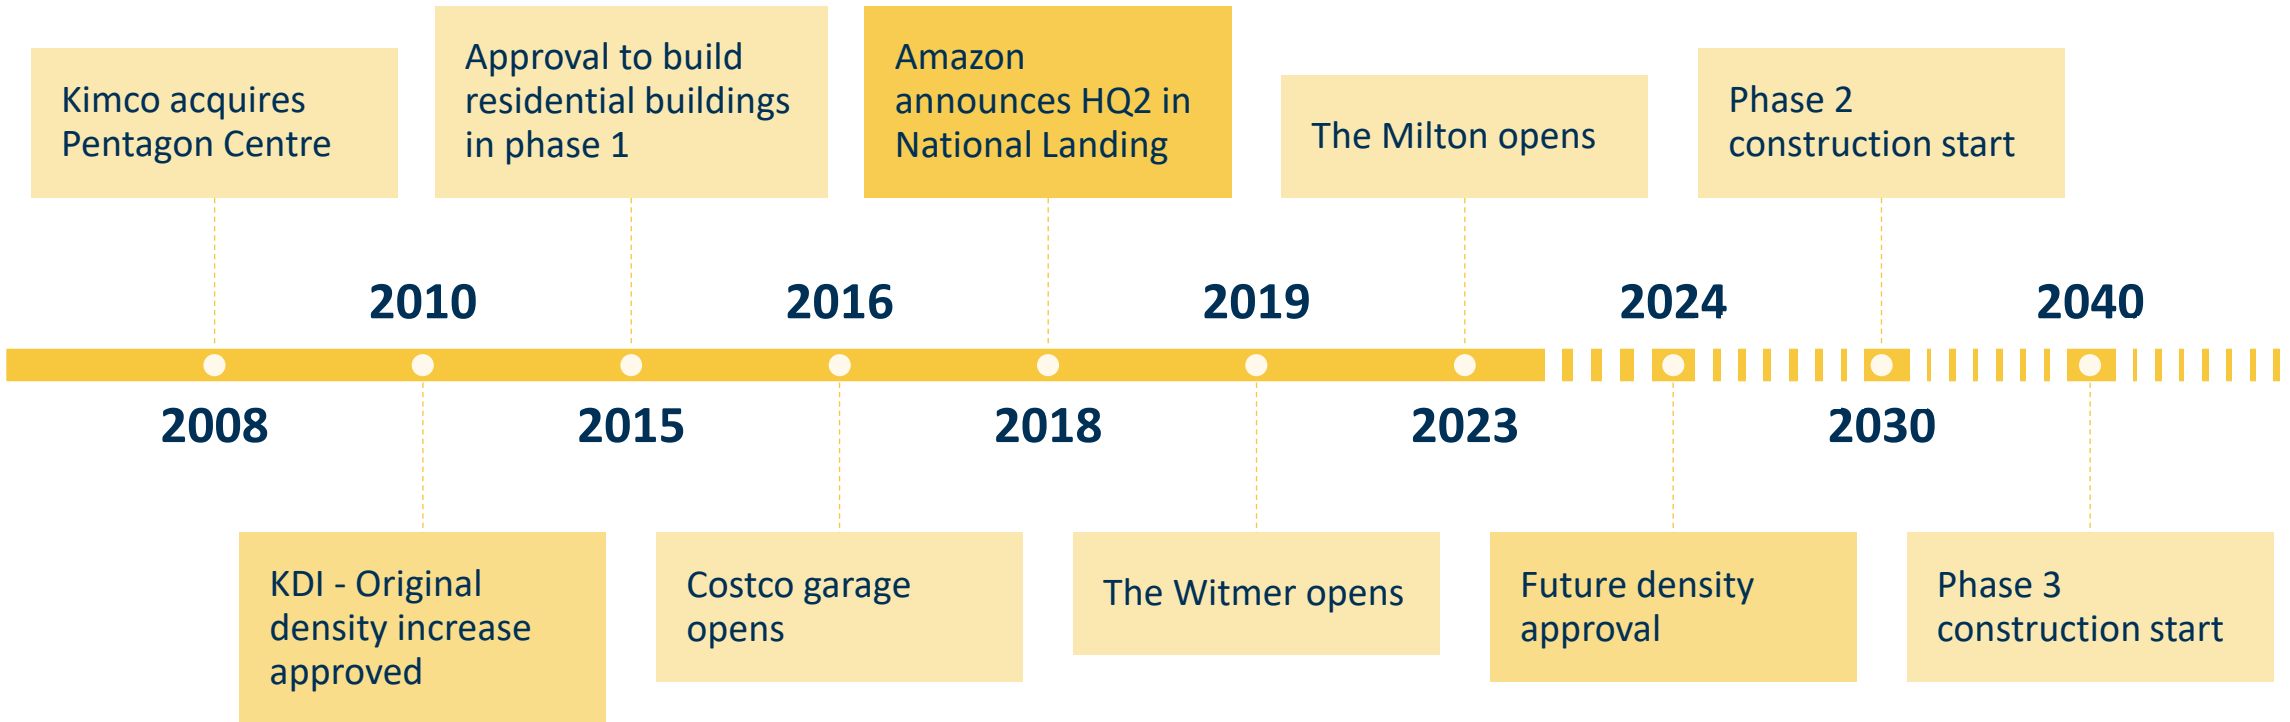 Kimco acquires
Pentagon Centre
Approval to build
residential buildings
in phase 1
Amazon
announces HQ2 in
National Landing
The Milton opens
Phase 2
construction start
2010
2016
2019
2024
2040
2008
2015
2018
2023
2030
KDI - Original
density increase
approved
Costco garage
opens
The Witmer opens
Future density
approval
Phase 3
construction start